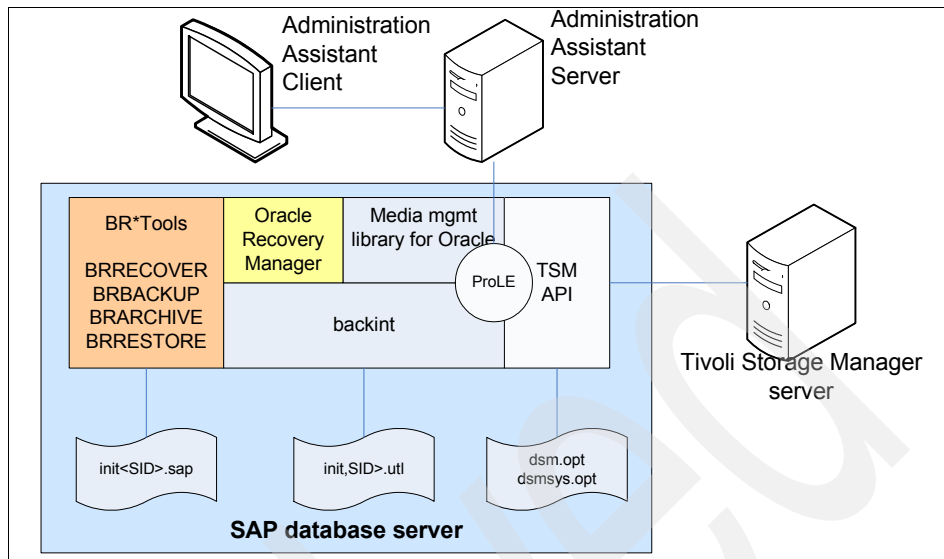 Administration
Assistant
Client
Administration
Assistant
Server
BR*Tools
BRRECOVER
BRBACKUP
BRARCHIVE
BRRESTORE
Oracle
Recovery
Manager
Media mgmt
library for Oracle
ProLE
TSM
API
backint
Tivoli Storage Manager
server
init<SID>.sap
init,SID>.utl
dsm.opt
dsmsys.opt
SAP database server